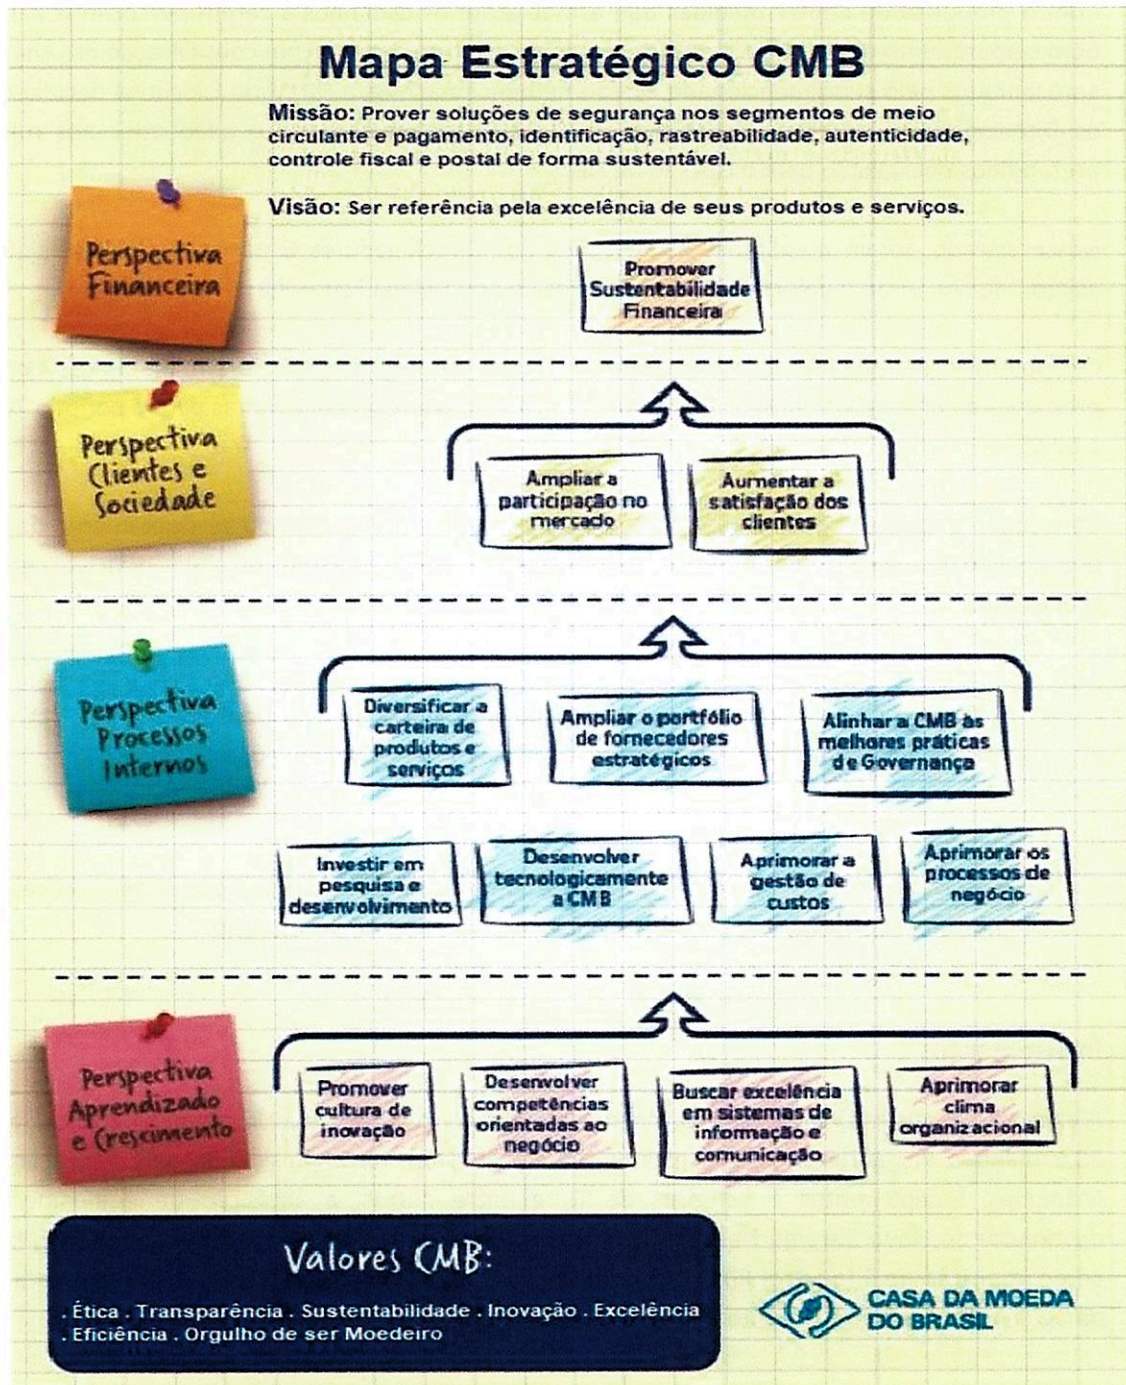 Mapa Estratégico CMB
Missão: Prover soluções de segurança nos segmentos de meio
circulante e pagamento, identificação, rastreabilidade, autenticidade,
controle fiscal e postal de forma sustentável.
Visão: Ser referência pela excelência de seus produtos e serviços.
Perspectiva
Financeira
Promover
Sustentabilidade
Financeira
Perspectiva
Clientes e
Sociedade
Ampliar a
participação no
mercado
Aumentar a
satisfação dos
clientes
Perspectiva
Processos
Internos
Diversificar a
carteira de
produtos e
serviços
Ampliar o portfólio
de fornecedores
estratégicos
Alinhar a CMB às
melhores práticas
de Governança
Investir em
pesquisa e
desenvolvimento
Desenvolver
tecnologicamente
a CMB
Aprimorar a
gestão de
custos
Aprimorar os
processos de
negócio
Perspectiva
Aprendizado
e Crescimento
Promover
cultura de
inovação
Desenvolver
competências
orientadas ao
negócio
Buscar excelência
em sistemas de
informação e
comunicação
Aprimorar
clima
organizacional
Valores CMB:
. Ética . Transparência . Sustentabilidade . Inovação . Excelência
. Eficiência . Orgulho de ser Moedeiro
CASA DA MOEDA
DO BRASIL